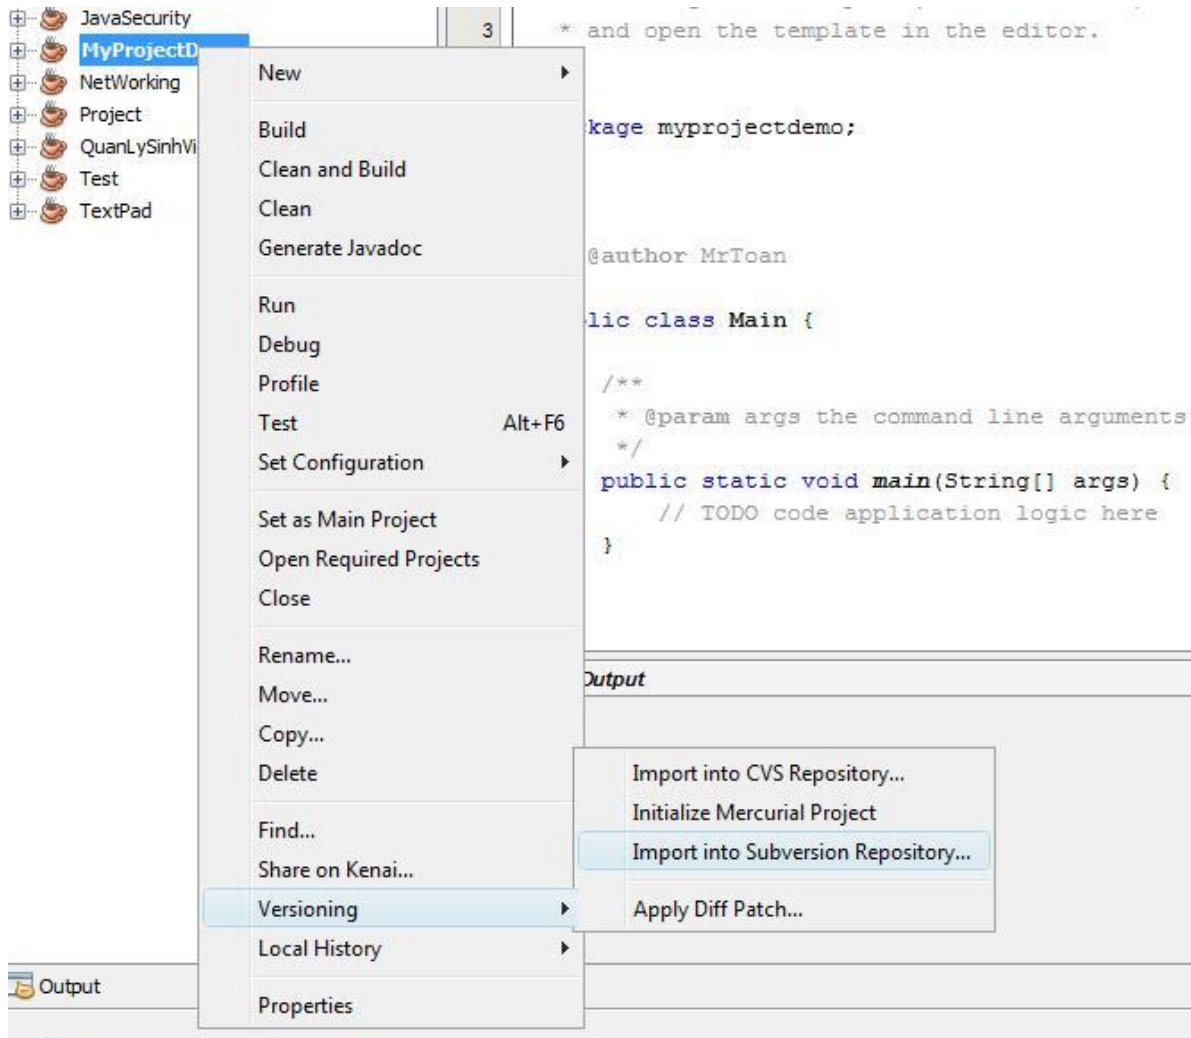 JavaSecurity
MyProjectD
NetWorking
Project
QuanLySinhVi
Test
TextPad
New
Build
Clean and Build
Clean
Generate Javadoc
Run
Debug
Profile
Test Alt+F6
Set Configuration
Set as Main Project
Open Required Projects
Close
Rename...
Move...
Copy...
Delete
Find...
Share on Kenai...
Versioning
Local History
Properties
Import into CVS Repository...
Initialize Mercurial Project
Import into Subversion Repository...
Apply Diff Patch...
3 * and open the template in the editor.
kage myprojectdemo;
@author MrToan
lic class Main {
/**
* @param args the command line arguments
*/
public static void main(String[] args) {
// TODO code application logic here
}
Output
Output